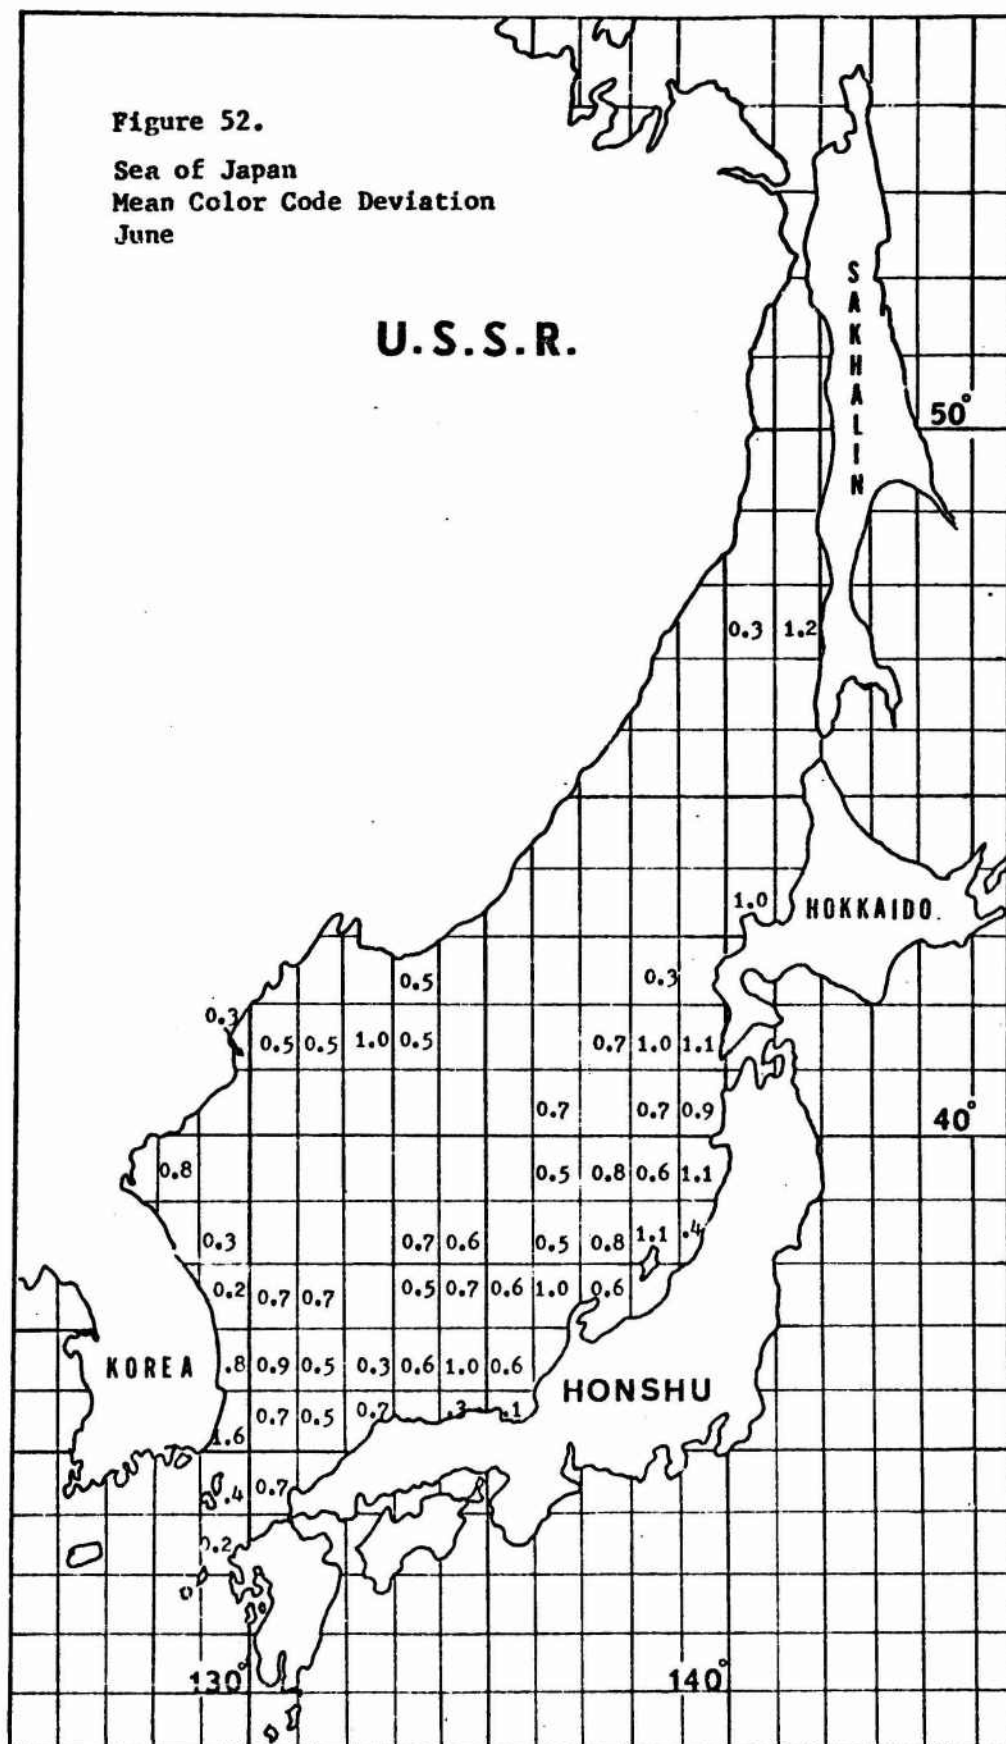 Figure 52.
Sea of Japan
Mean Color Code Deviation
June
U.S.S.R.
SAKHALIN
50°
0.3 1.2
1.0 HOKKAIDO
0.5 0.3
0.3
0.5 0.5 1.0 0.5 0.7 1.0 1.1
0.7 0.7 0.9
40°
0.8 0.5 0.8 0.6 1.1
0.3 0.7 0.6 0.5 0.8 1.1 .4
0.2 0.7 0.7 0.5 0.7 0.6 1.0 0.6
KOREA .8 0.9 0.5 0.3 0.6 1.0 0.6
HONSHU
0.7 0.5 0.7 .3 .1
1.6
.4 0.7
0.2
130° 140°